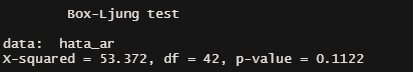 Box-Ljung test
data:  hata_ar
X-squared = 53.372, df = 42, p-value = 0.1122